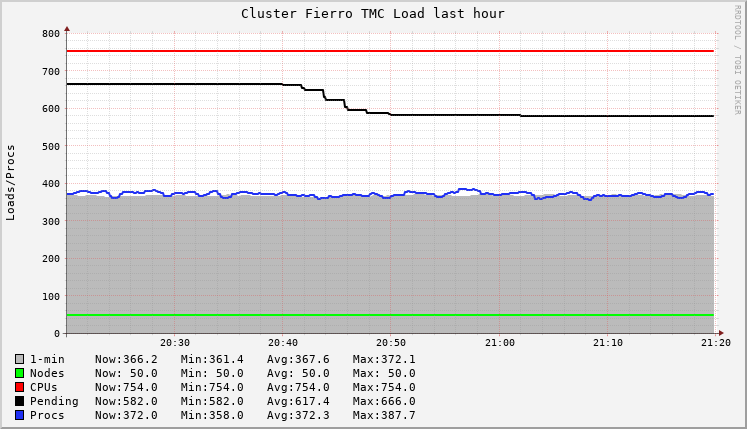 Cluster Fierro TMC Load last hour
RRDTOOL / TOBI OETIKER
Loads/Procs
800
700
600
500
400
300
200
100
0
20:30 20:40 20:50 21:00 21:10 21:20
1-min Now:366.2 Min:361.4 Avg:367.6 Max:372.1
Nodes Now: 50.0 Min: 50.0 Avg: 50.0 Max: 50.0
CPUs Now:754.0 Min:754.0 Avg:754.0 Max:754.0
Pending Now:582.0 Min:582.0 Avg:617.4 Max:666.0
Procs Now:372.0 Min:358.0 Avg:372.3 Max:387.7